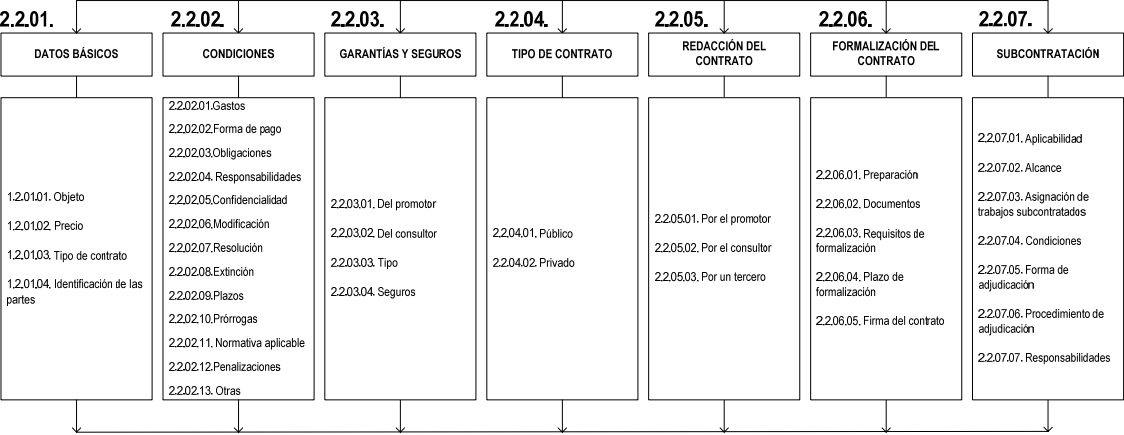 2.2.01.
DATOS BÁSICOS
1.2.01.01. Objeto
1.2.01.02. Precio
1.2.01.03. Tipo de contrato
1.2.01.04. Identificación de las
partes
2.2.02.
CONDICIONES
2.2.02.01.Gastos
2.2.02.02.Forma de pago
2.2.02.03.Obligaciones
2.2.02.04. Responsabilidades
2.2.02.05.Confidencialidad
2.2.02.06.Modificación
2.2.02.07.Resolución
2.2.02.08.Extinción
2.2.02.09.Plazos
2.2.02.10.Prórrogas
2.2.02.11. Normativa aplicable
2.2.02.12.Penalizaciones
2.2.02.13. Otras
2.2.03.
GARANTÍAS Y SEGUROS
2.2.03.01. Del promotor
2.2.03.02. Del consultor
2.2.03.03. Tipo
2.2.03.04. Seguros
2.2.04.
TIPO DE CONTRATO
2.2.04.01. Público
2.2.04.02. Privado
2.2.05.
REDACCIÓN DEL
CONTRATO
2.2.05.01. Por el promotor
2.2.05.02. Por el consultor
2.2.05.03. Por un tercero
2.2.06.
FORMALIZACIÓN DEL
CONTRATO
2.2.06.01. Preparación
2.2.06.02. Documentos
2.2.06.03. Requisitos de
formalización
2.2.06.04. Plazo de
formalización
2.2.06.05. Firma del contrato
2.2.07.
SUBCONTRATACIÓN
2.2.07.01. Aplicabilidad
2.2.07.02. Alcance
2.2.07.03. Asignación de
trabajos subcontratados
2.2.07.04. Condiciones
2.2.07.05. Forma de
adjudicación
2.2.07.06. Procedimiento de
adjudicación
2.2.07.07. Responsabilidades